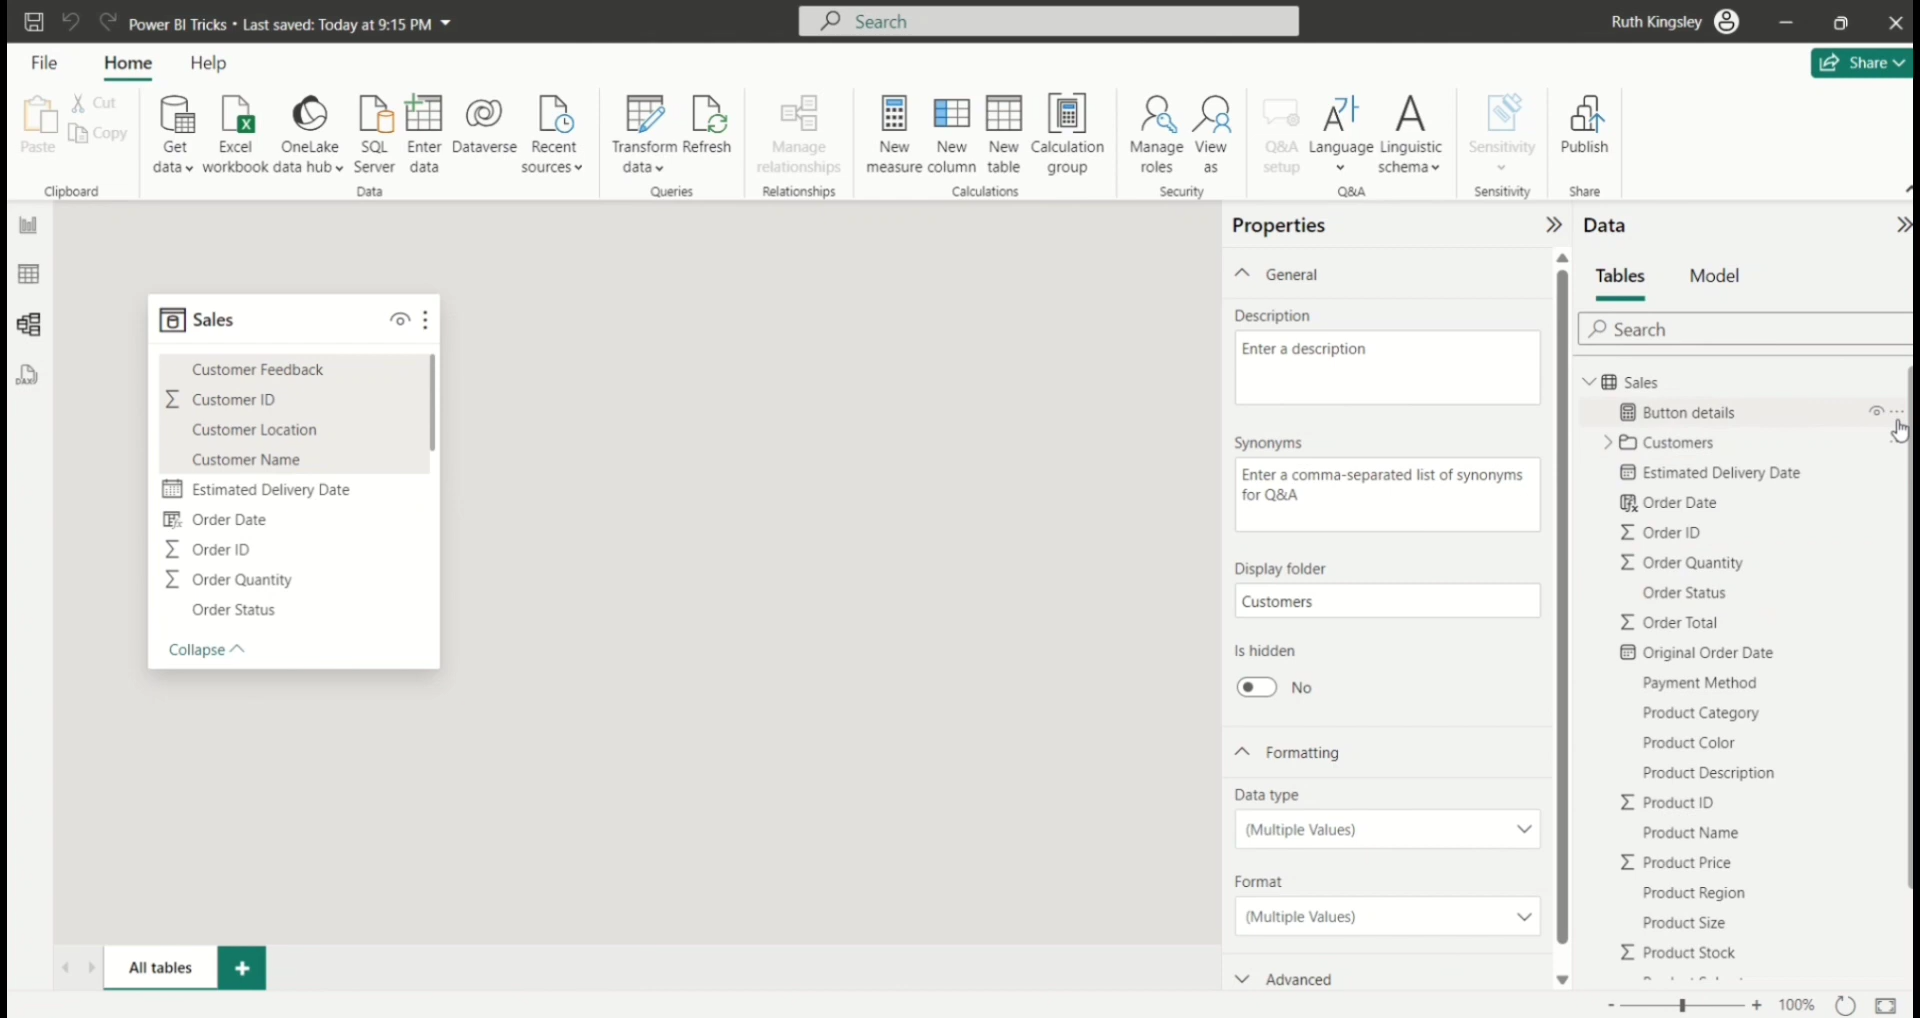 Power BI Tricks • Last saved: Today at 9:15 PM
Search
Ruth Kingsley
File
Home
Help
Share
Paste
Cut
Copy
Clipboard
Get data
Excel workbook
OneLake data hub
SQL Server
Enter data
Dataverse
Recent sources
Data
Transform data
Refresh
Queries
Manage relationships
Relationships
New measure
New column
New table
Calculation group
Calculations
Manage roles
View as
Security
Q&A setup
Language
Linguistic schema
Q&A
Sensitivity
Sensitivity
Publish
Share
DAX
Sales
Customer Feedback
Customer ID
Customer Location
Customer Name
Estimated Delivery Date
Order Date
Order ID
Order Quantity
Order Status
Collapse
All tables
Properties
General
Description
Enter a description
Synonyms
Enter a comma-separated list of synonyms
for Q&A
Display folder
Customers
Is hidden
No
Formatting
Data type
(Multiple Values)
Format
(Multiple Values)
Advanced
Data
Tables
Model
Search
Sales
Button details
Customers
Estimated Delivery Date
Order Date
Order ID
Order Quantity
Order Status
Order Total
Original Order Date
Payment Method
Product Category
Product Color
Product Description
Product ID
Product Name
Product Price
Product Region
Product Size
Product Stock
- + 100%